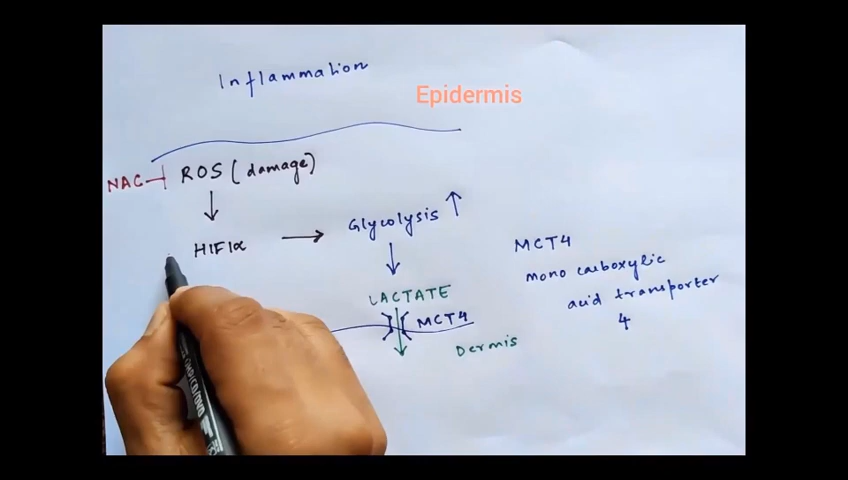 Inflammation
Epidermis
NAC ROS (damage)
HIF1α → Glycolysis ↑
LACTATE
MCT4
Dermis
MCT4
mono carboxylic
acid transporter
4